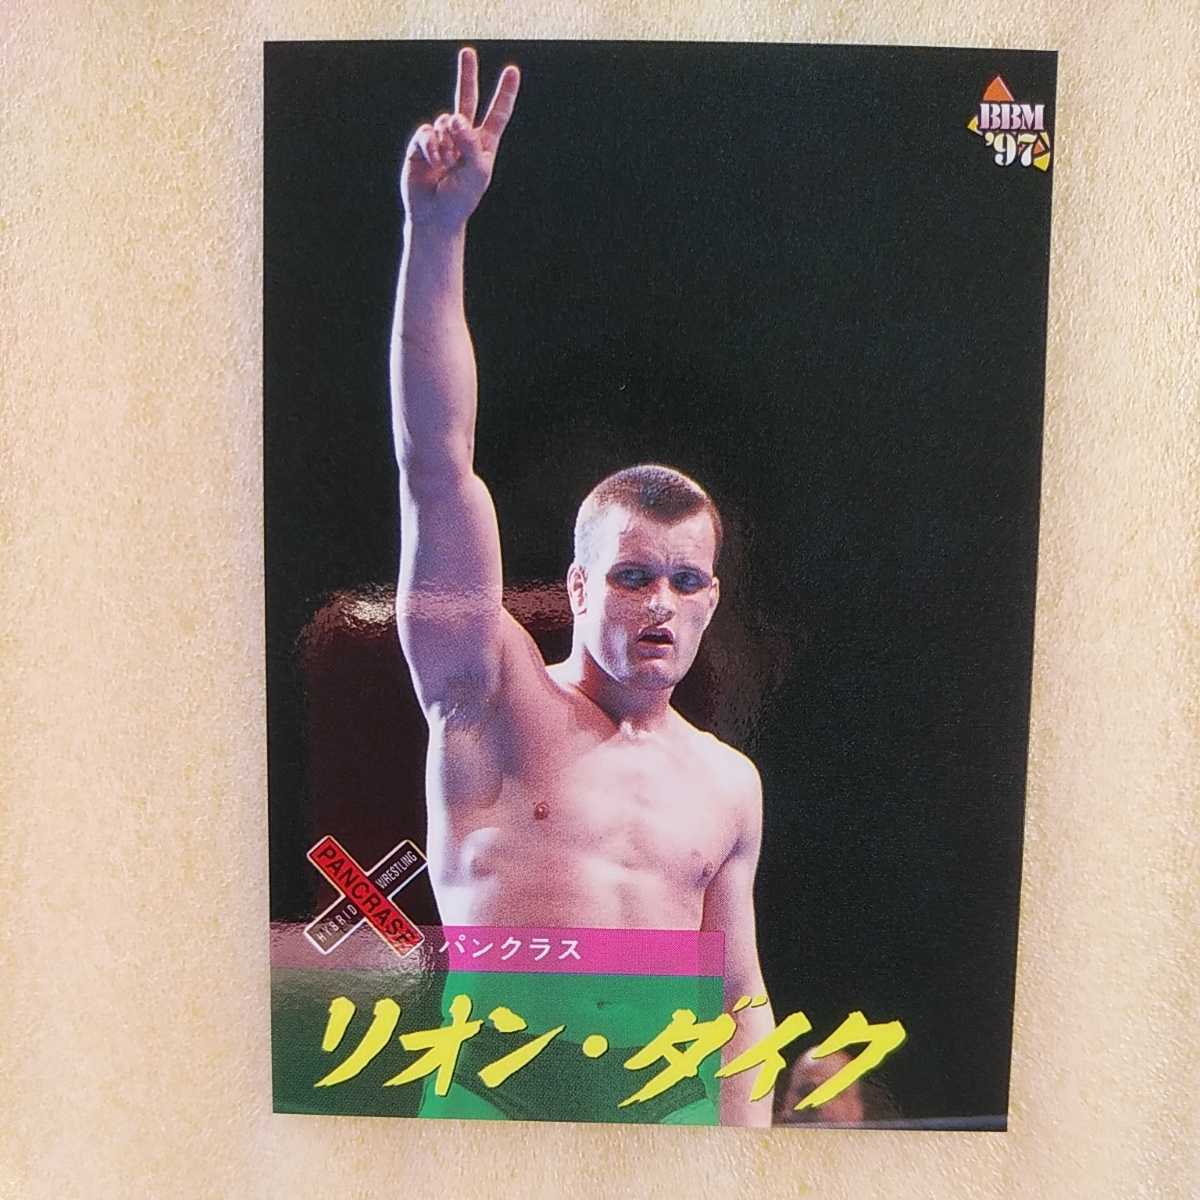 BBM
'97
PANCRASE
HYBRID WRESTLING
パンクラス
リオン・ダイク